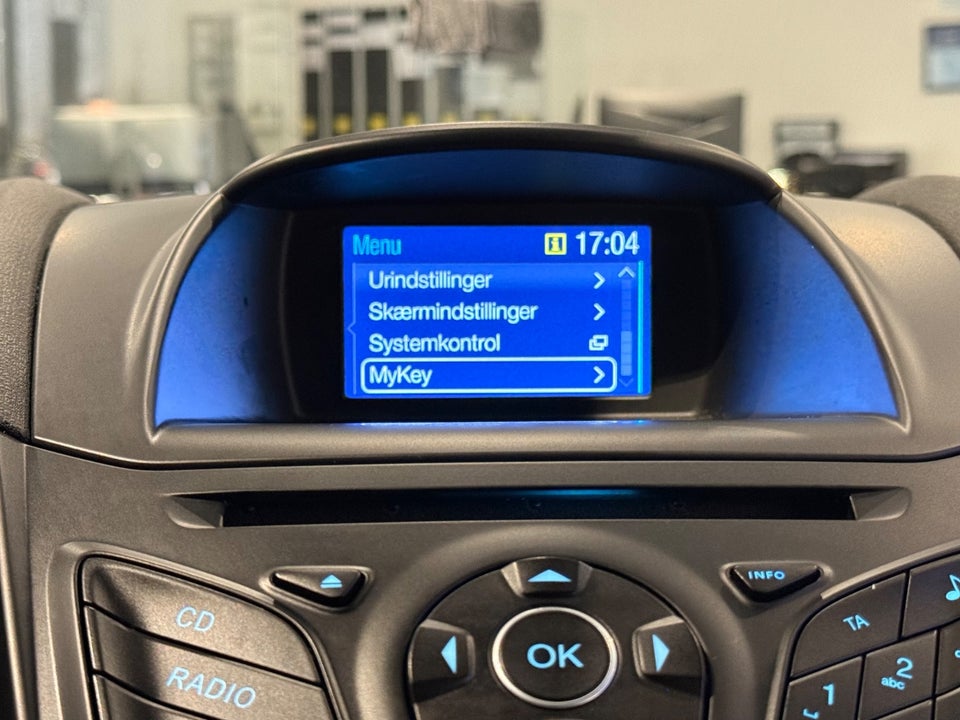 Menu 17:04
Urindstillinger
Skærmindstillinger
Systemkontrol
MyKey
INFO
CD
TA
OK
RADIO
1
2
abc